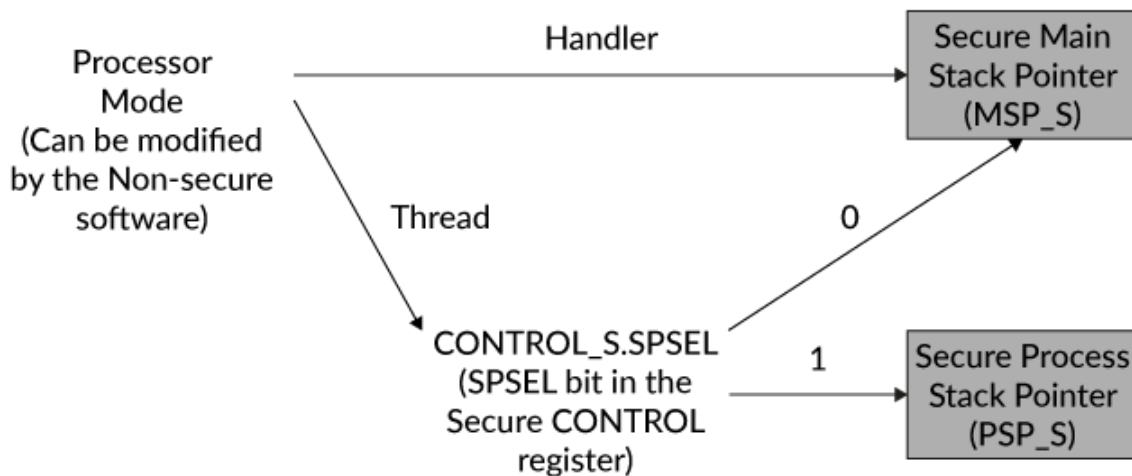 Handler
Processor
Mode
(Can be modified
by the Non-secure
software)
Secure Main
Stack Pointer
(MSP_S)
Thread
0
CONTROL_S.SPSEL
(SPSEL bit in the
Secure CONTROL
register)
1
Secure Process
Stack Pointer
(PSP_S)